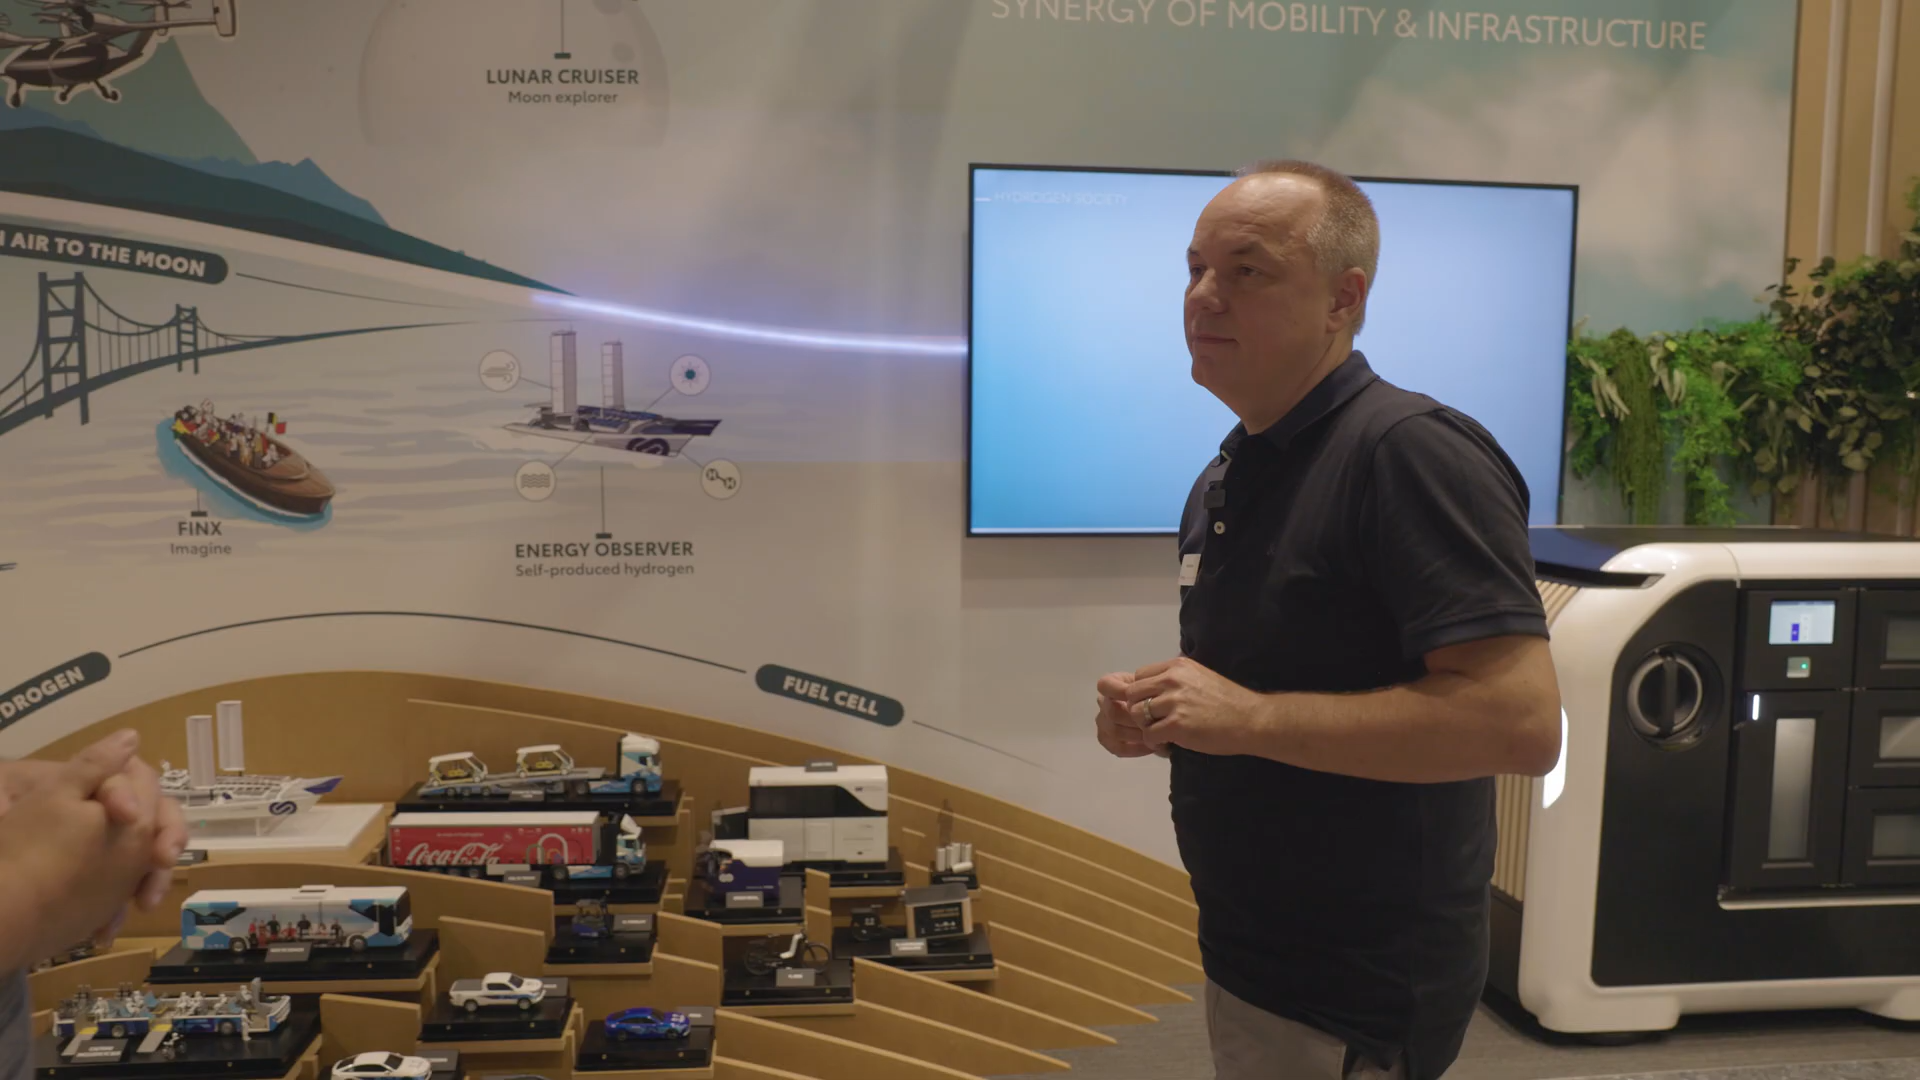 SYNERGY OF MOBILITY & INFRASTRUCTURE
LUNAR CRUISER
Moon explorer
HYDROGEN SOCIETY
AIR TO THE MOON
FINX
Imagine
ENERGY OBSERVER
Self-produced hydrogen
DROGEN
FUEL CELL
Coca-Cola